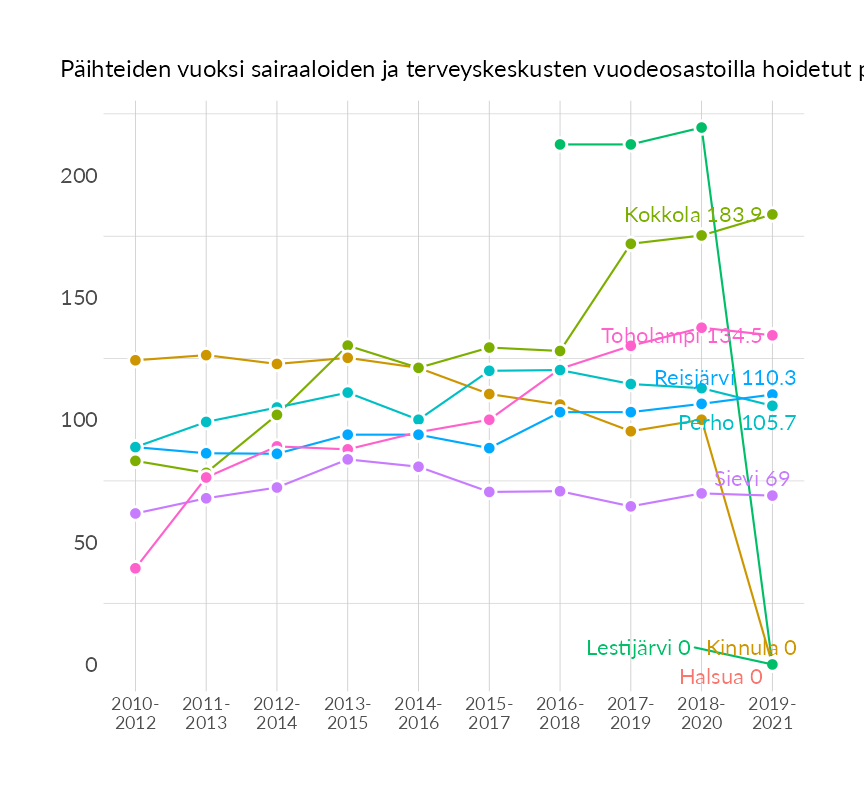 Päihteiden vuoksi sairaaloiden ja terveyskeskusten vuodeosastoilla hoidetut
200
150
100
50
0
Kokkola 183.9
Toholampi 134.5
Reisjärvi 110.3
Perho 105.7
Sievi 69
Lestijärvi 0
Kinnula 0
Halsua 0
2010-
2012
2011-
2013
2012-
2014
2013-
2015
2014-
2016
2015-
2017
2016-
2018
2017-
2019
2018-
2020
2019-
2021